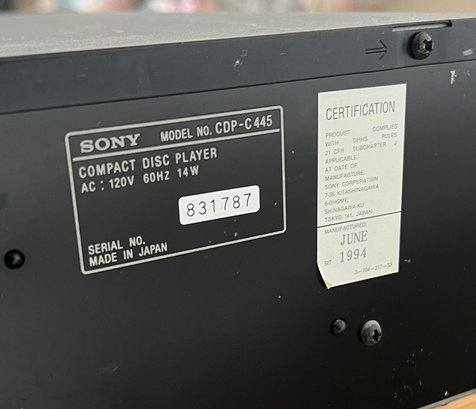 SONY MODEL NO. CDP-C445
COMPACT DISC PLAYER
AC : 120V 60HZ 14W
831787
SERIAL NO.
MADE IN JAPAN
CERTIFICATION
PRODUCT COMPLIES
WITH DHHS RULES
21 CFR SUBCHAPTER J
APPLICABLE
AT DATE OF
MANUFACTURE.
SONY CORPORATION
7-35 KITASHINAGAWA
6-CHOME,
SHINAGAWA-KU
TOKYO 141, JAPAN
MANUFACTURED,
JUNE
1994